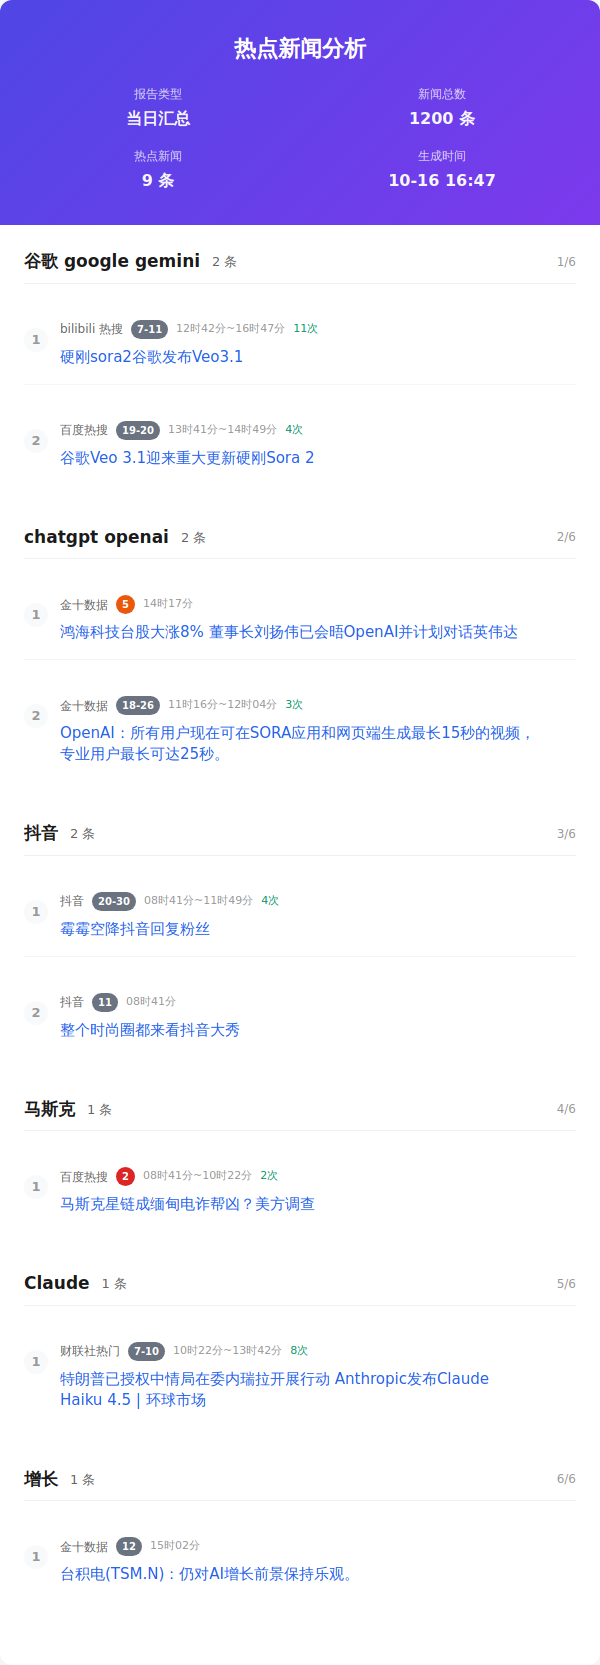 热点新闻分析
报告类型
新闻总数
当日汇总
1200 条
热点新闻
生成时间
9 条
10-16 16:47
谷歌 google gemini 2 条 1/6
1
bilibili 热搜 7-11 12时42分~16时47分 11次
硬刚sora2谷歌发布Veo3.1
2
百度热搜 19-20 13时41分~14时49分 4次
谷歌Veo 3.1迎来重大更新硬刚Sora 2
chatgpt openai 2 条 2/6
1
金十数据 5 14时17分
鸿海科技台股大涨8% 董事长刘扬伟已会晤OpenAI并计划对话英伟达
2
金十数据 18-26 11时16分~12时04分 3次
OpenAI：所有用户现在可在SORA应用和网页端生成最长15秒的视频，
专业用户最长可达25秒。
抖音 2 条 3/6
1
抖音 20-30 08时41分~11时49分 4次
霉霉空降抖音回复粉丝
2
抖音 11 08时41分
整个时尚圈都来看抖音大秀
马斯克 1 条 4/6
1
百度热搜 2 08时41分~10时22分 2次
马斯克星链成缅甸电诈帮凶？美方调查
Claude 1 条 5/6
1
财联社热门 7-10 10时22分~13时42分 8次
特朗普已授权中情局在委内瑞拉开展行动 Anthropic发布Claude
Haiku 4.5 | 环球市场
增长 1 条 6/6
1
金十数据 12 15时02分
台积电(TSM.N)：仍对AI增长前景保持乐观。